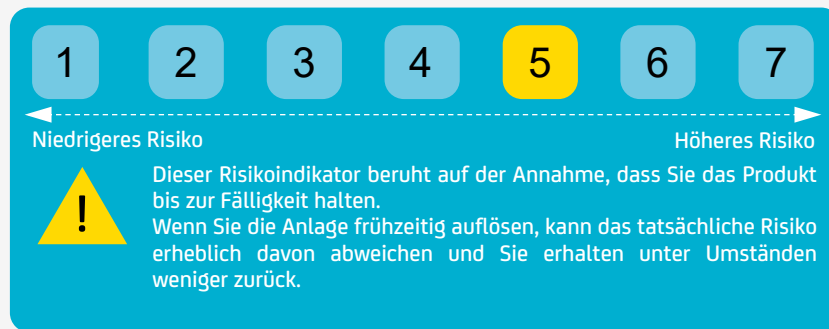 1 2 3 4 5 6 7
Niedrigeres Risiko Höheres Risiko
!
Dieser Risikoindikator beruht auf der Annahme, dass Sie das Produkt
bis zur Fälligkeit halten.
Wenn Sie die Anlage frühzeitig auflösen, kann das tatsächliche Risiko
erheblich davon abweichen und Sie erhalten unter Umständen
weniger zurück.